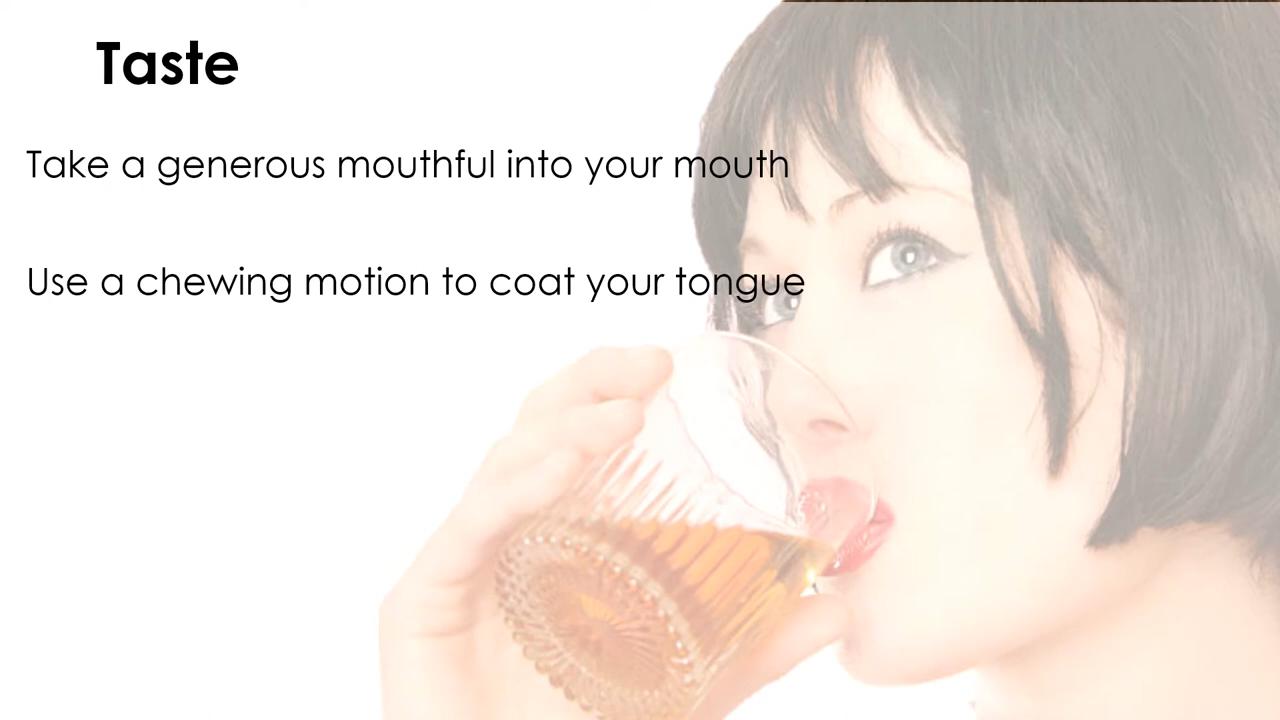 Taste
Take a generous mouthful into your mouth
Use a chewing motion to coat your tongue